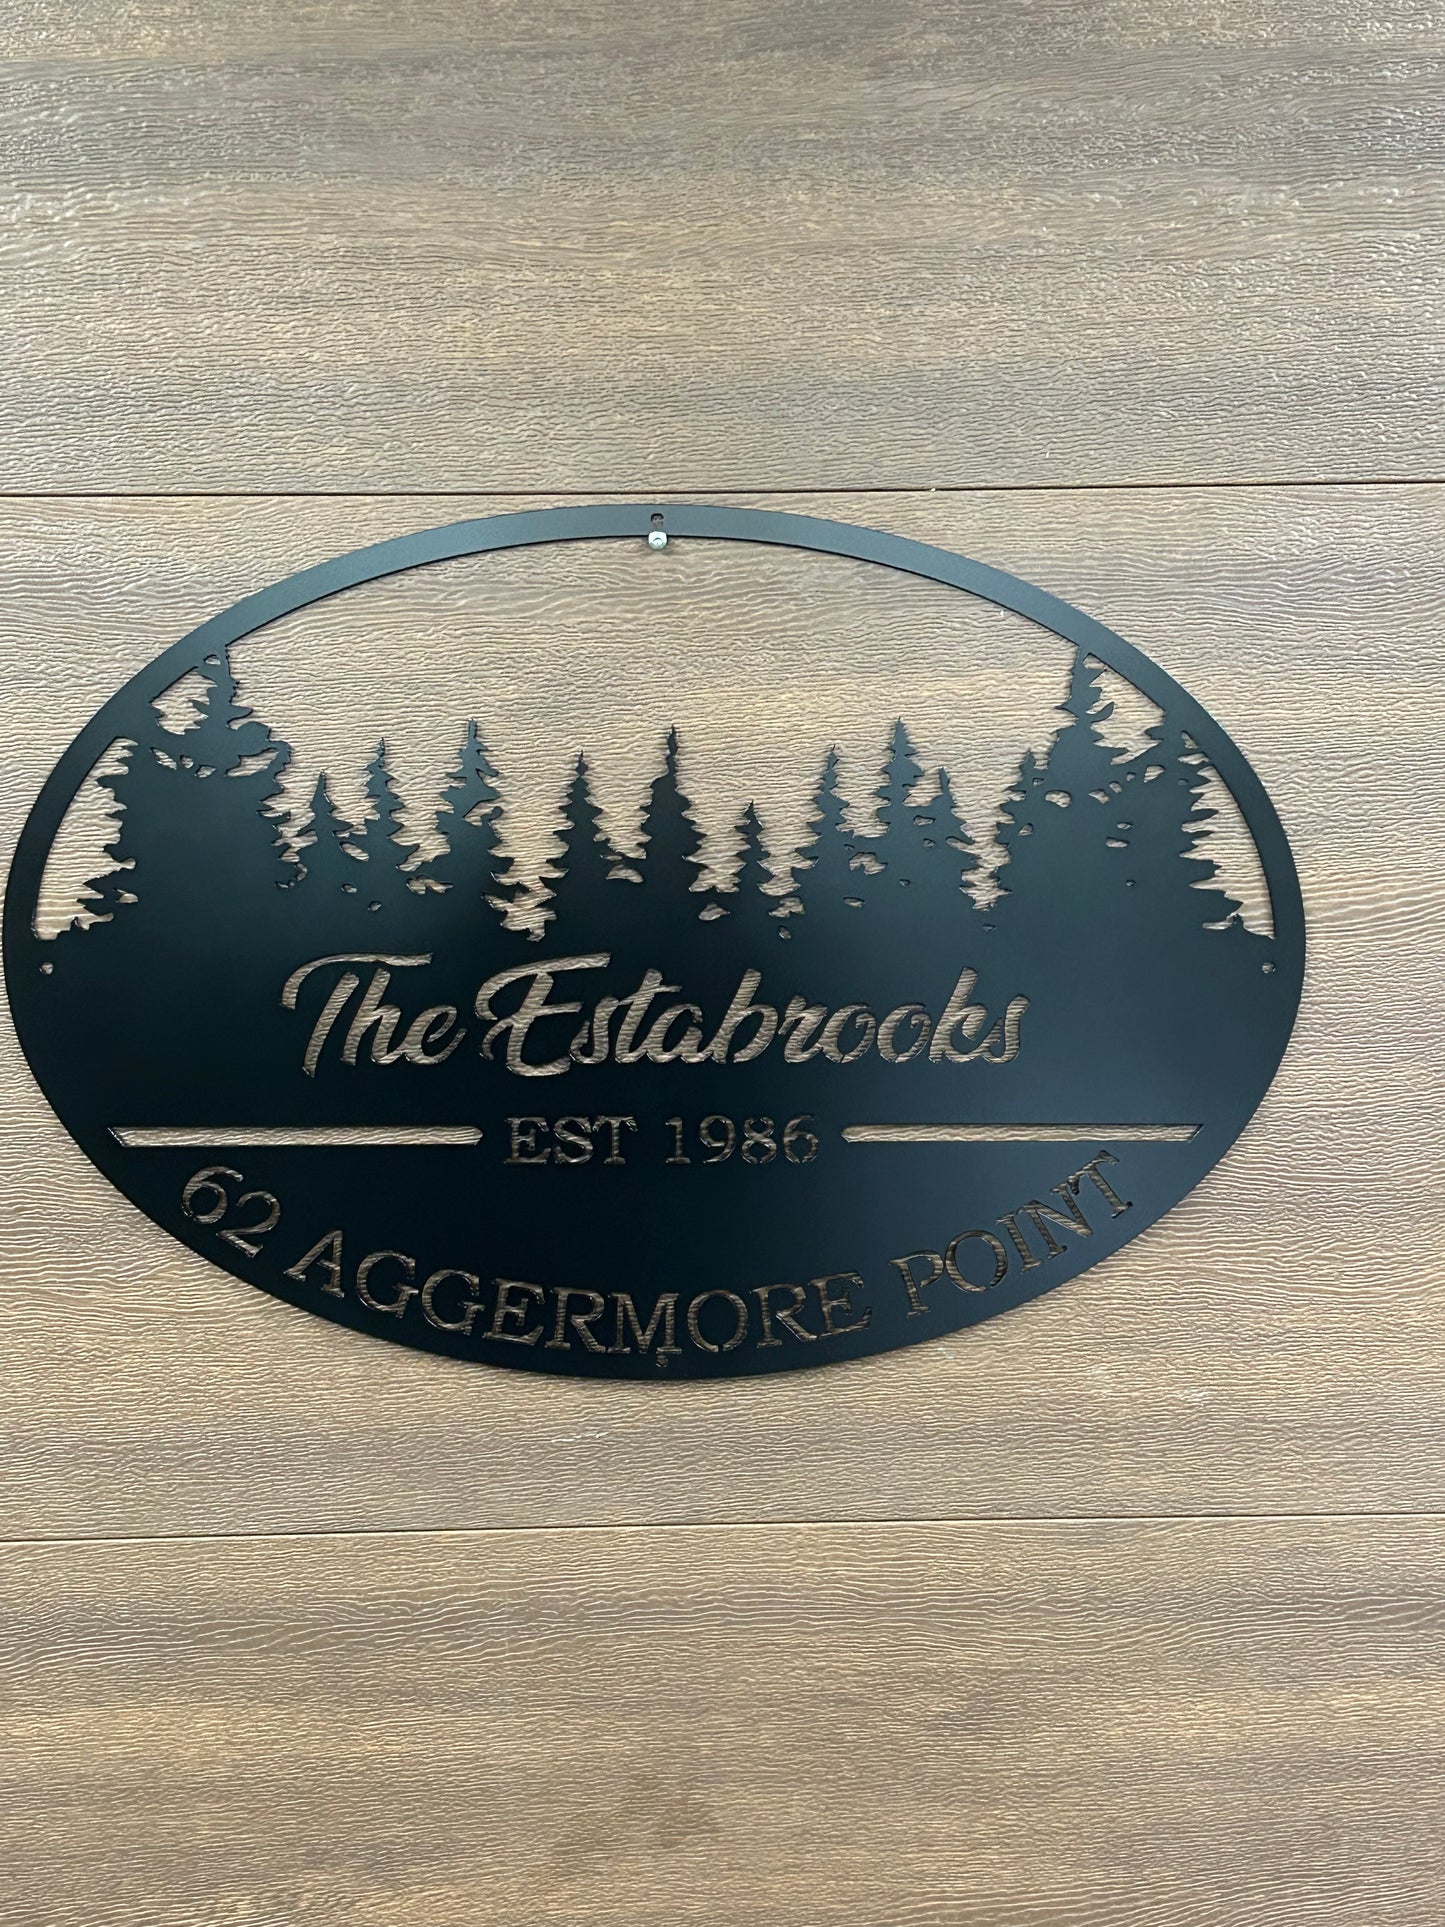 The Estabrooks
EST 1986
62 AGGERMORE POINT